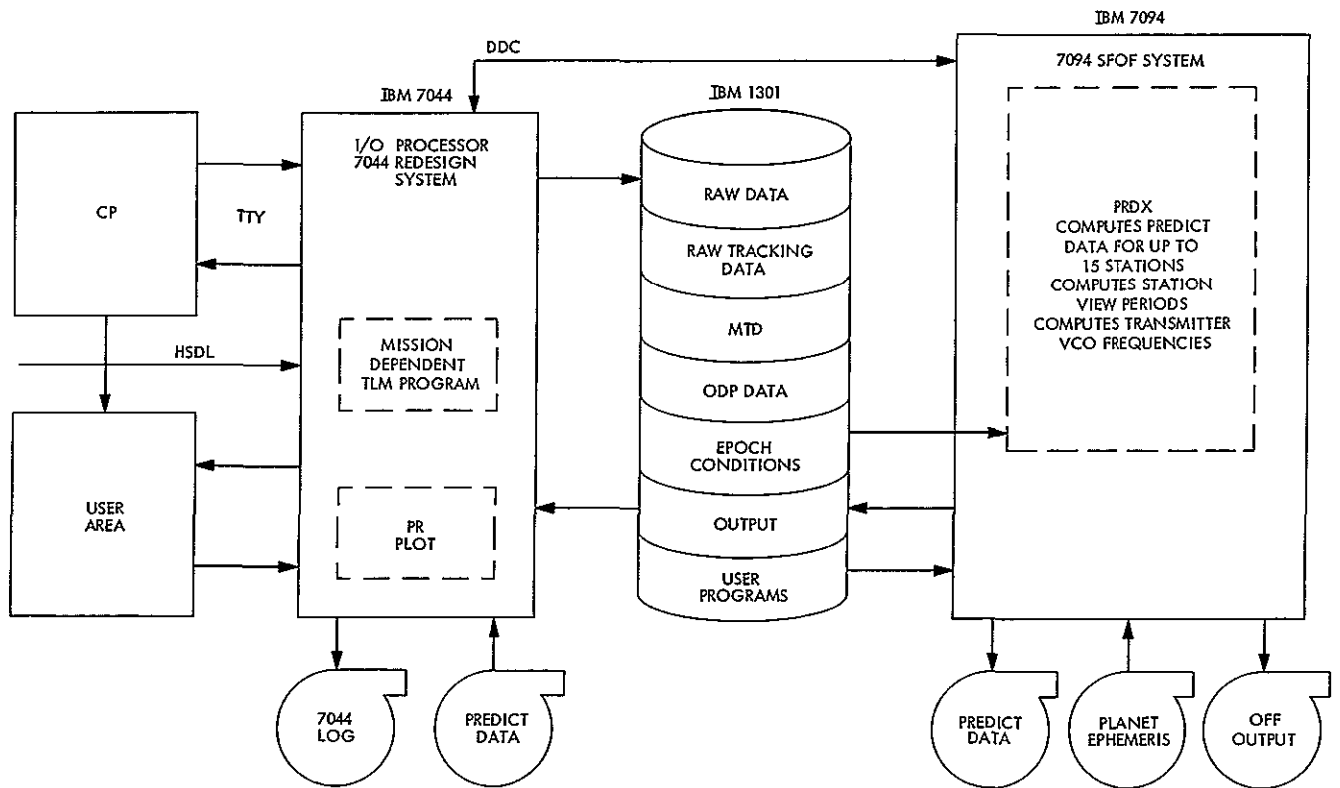 IBM 7094
DDC
7094 SFOF SYSTEM
IBM 7044
IBM 1301
I/O PROCESSOR
7044 REDESIGN
SYSTEM
CP
TTY
RAW DATA
RAW TRACKING
DATA
MTD
ODP DATA
EPOCH
CONDITIONS
OUTPUT
USER
PROGRAMS
PRDX
COMPUTES PREDICT
DATA FOR UP TO
15 STATIONS
COMPUTES STATION
VIEW PERIODS
COMPUTES TRANSMITTER
VCO FREQUENCIES
HSDL
MISSION
DEPENDENT
TLM PROGRAM
USER
AREA
PR
PLOT
7044
LOG
PREDICT
DATA
PREDICT
DATA
PLANET
EPHEMERIS
OFF
OUTPUT